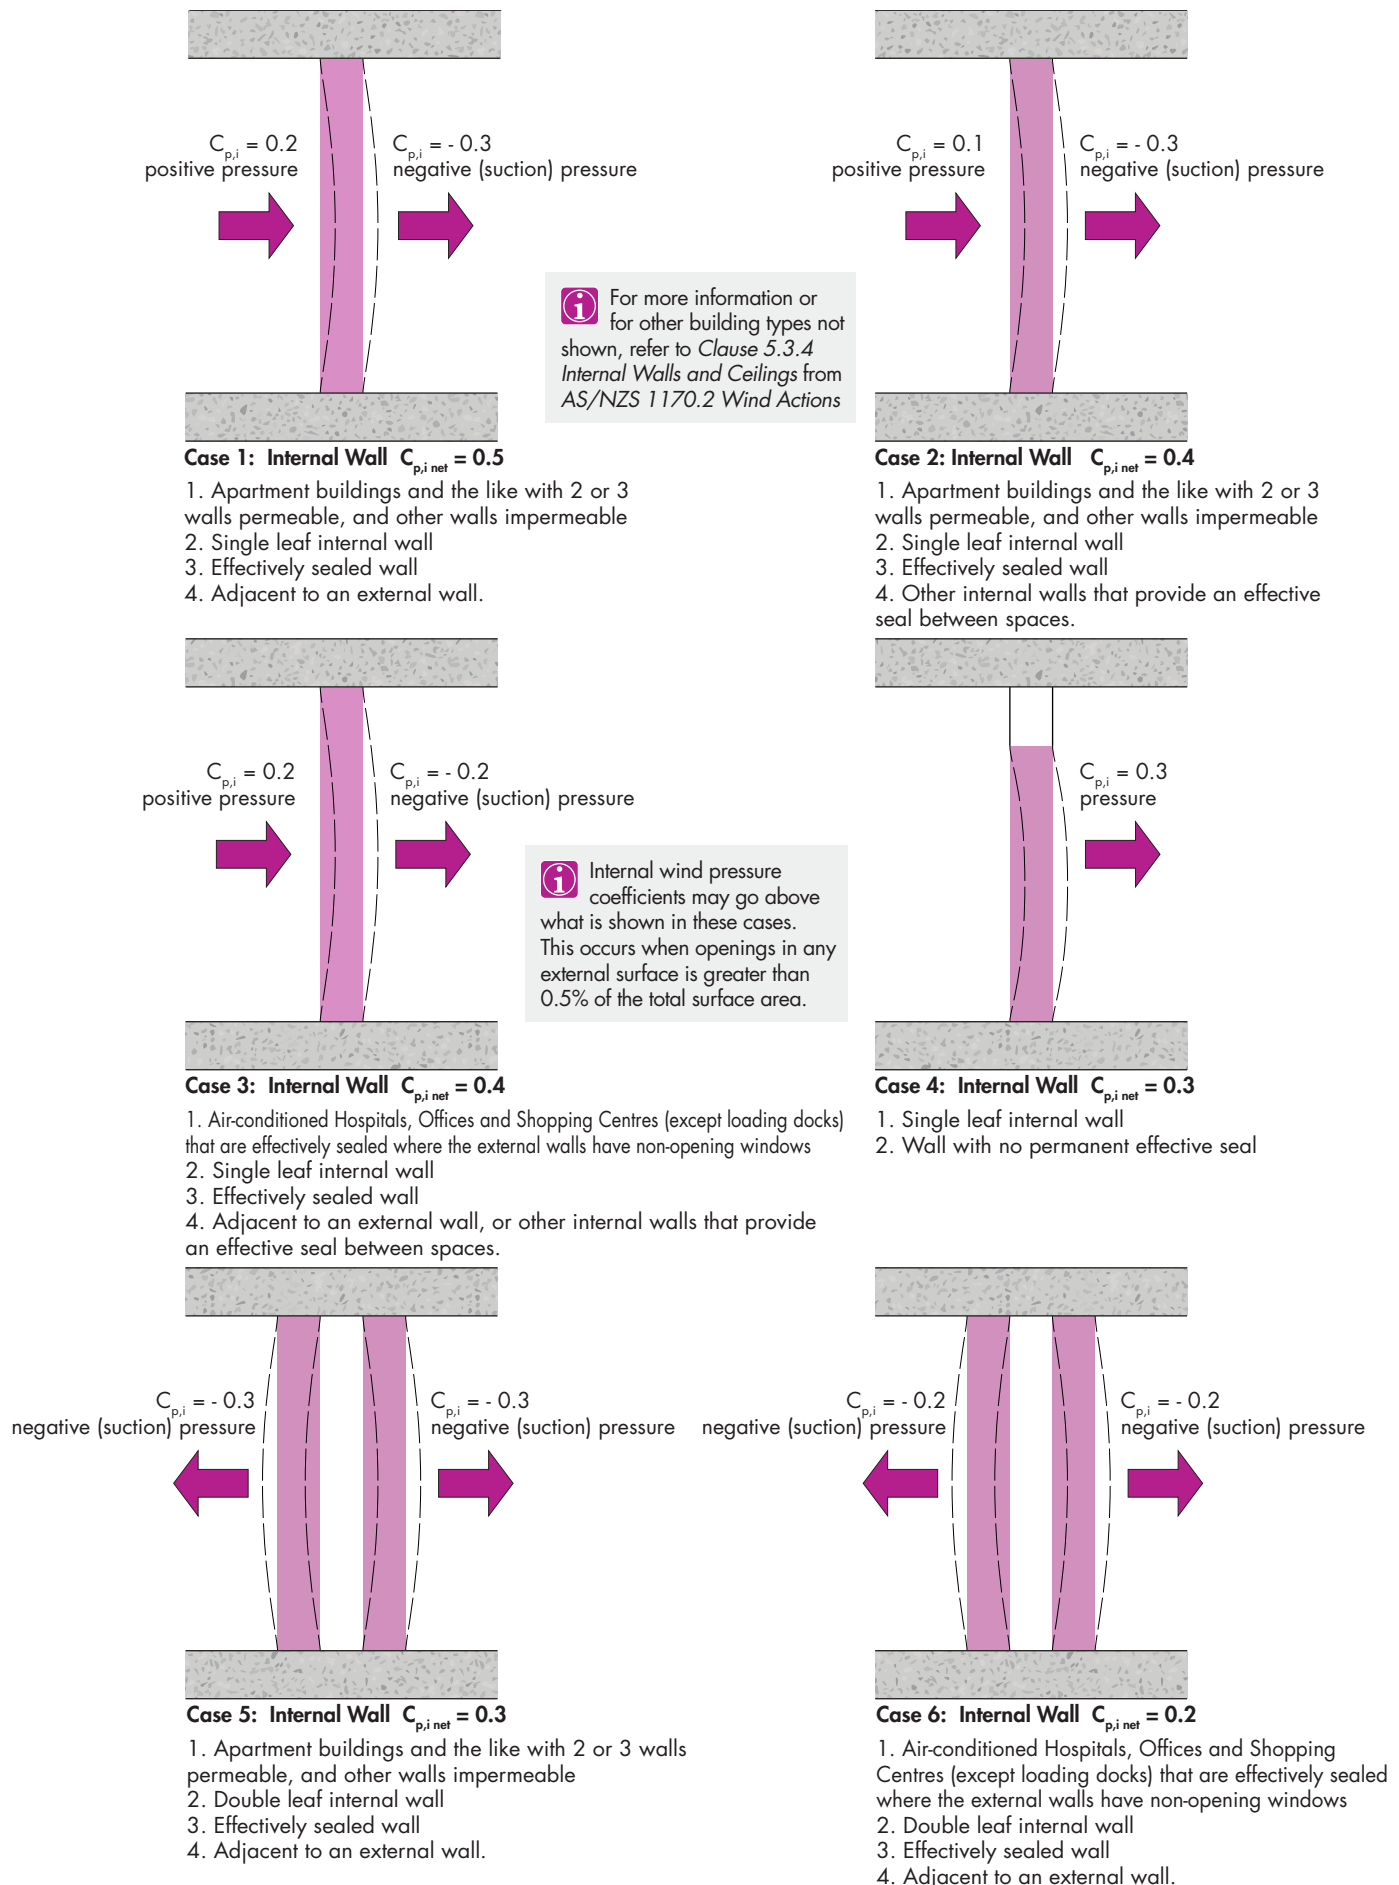 C_p,i = 0.2
positive pressure
C_p,i = - 0.3
negative (suction) pressure
C_p,i = 0.1
positive pressure
C_p,i = - 0.3
negative (suction) pressure
For more information or
for other building types not
shown, refer to Clause 5.3.4
Internal Walls and Ceilings from
AS/NZS 1170.2 Wind Actions
Case 1: Internal Wall C_p,i net = 0.5
1. Apartment buildings and the like with 2 or 3
walls permeable, and other walls impermeable
2. Single leaf internal wall
3. Effectively sealed wall
4. Adjacent to an external wall.
Case 2: Internal Wall C_p,i net = 0.4
1. Apartment buildings and the like with 2 or 3
walls permeable, and other walls impermeable
2. Single leaf internal wall
3. Effectively sealed wall
4. Other internal walls that provide an effective
seal between spaces.
C_p,i = 0.2
positive pressure
C_p,i = - 0.2
negative (suction) pressure
C_p,i = 0.3
pressure
Internal wind pressure
coefficients may go above
what is shown in these cases.
This occurs when openings in any
external surface is greater than
0.5% of the total surface area.
Case 3: Internal Wall C_p,i net = 0.4
1. Air-conditioned Hospitals, Offices and Shopping Centres (except loading docks)
that are effectively sealed where the external walls have non-opening windows
2. Single leaf internal wall
3. Effectively sealed wall
4. Adjacent to an external wall, or other internal walls that provide
an effective seal between spaces.
Case 4: Internal Wall C_p,i net = 0.3
1. Single leaf internal wall
2. Wall with no permanent effective seal
C_p,i = - 0.3
negative (suction) pressure
C_p,i = - 0.3
negative (suction) pressure
C_p,i = - 0.2
negative (suction) pressure
C_p,i = - 0.2
negative (suction) pressure
Case 5: Internal Wall C_p,i net = 0.3
1. Apartment buildings and the like with 2 or 3 walls
permeable, and other walls impermeable
2. Double leaf internal wall
3. Effectively sealed wall
4. Adjacent to an external wall.
Case 6: Internal Wall C_p,i net = 0.2
1. Air-conditioned Hospitals, Offices and Shopping
Centres (except loading docks) that are effectively sealed
where the external walls have non-opening windows
2. Double leaf internal wall
3. Effectively sealed wall
4. Adjacent to an external wall.